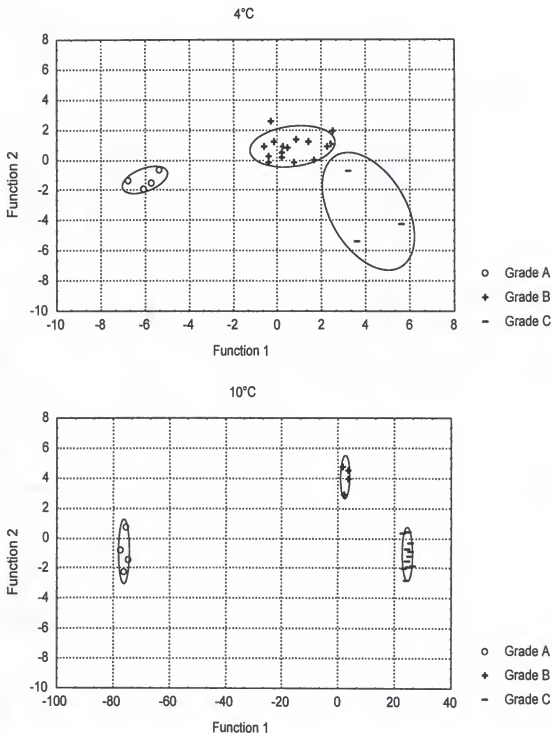 4°C
8
6
4
2
0
-2
-4
-6
-8
-10
Function 2
-10 -8 -6 -4 -2 0 2 4 6 8
Function 1
Grade A
Grade B
Grade C
10°C
8
6
4
2
0
-2
-4
-6
-8
-10
Function 2
-100 -80 -60 -40 -20 0 20 40
Function 1
Grade A
Grade B
Grade C